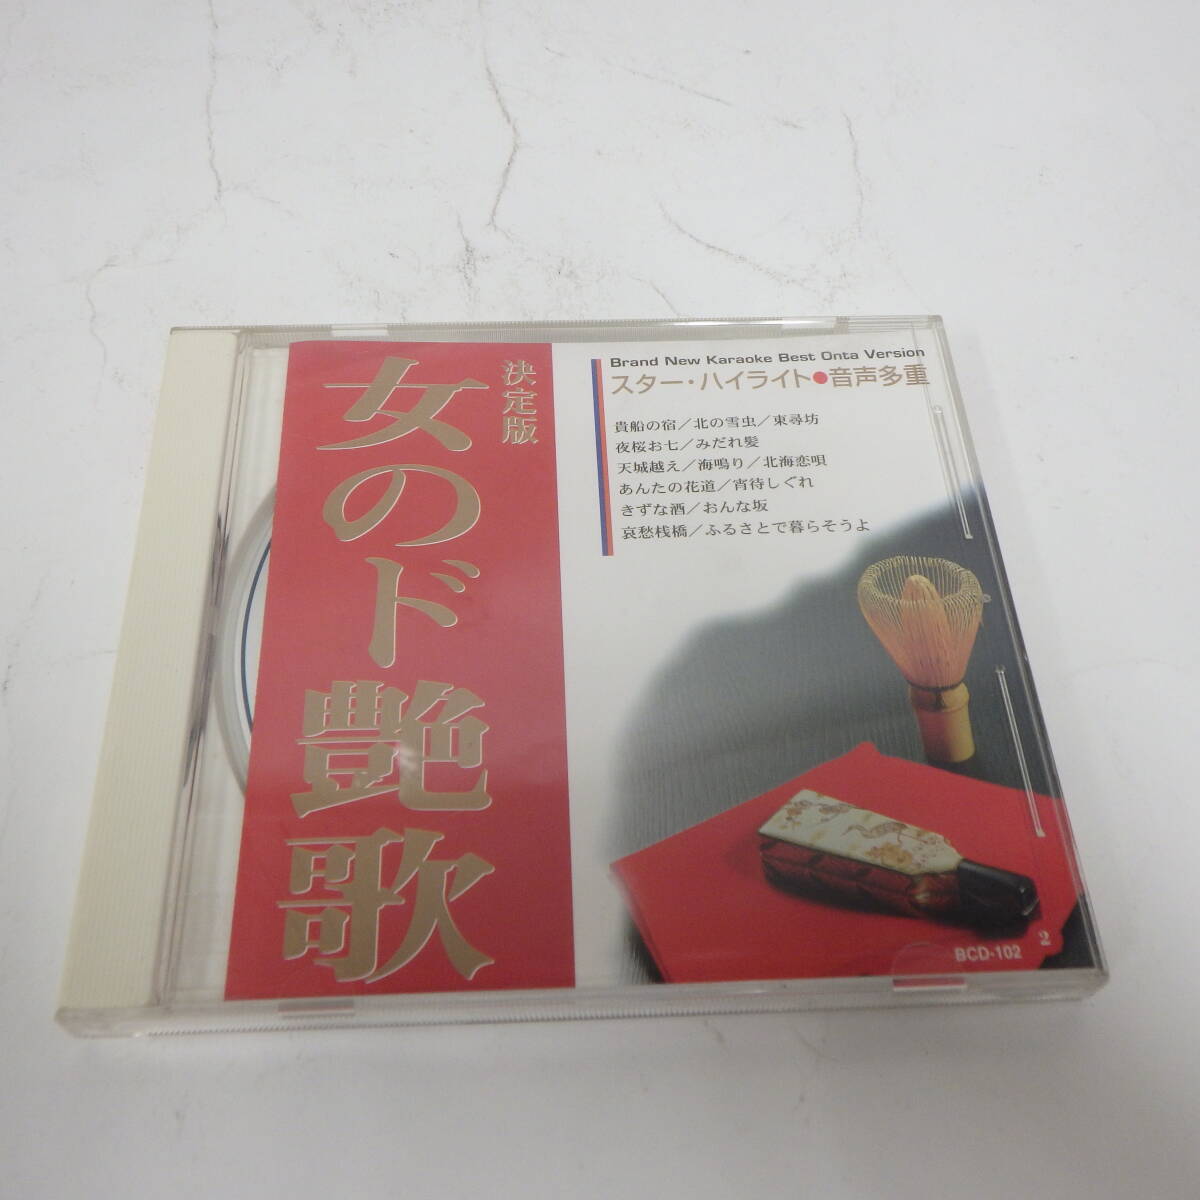 決定版
女のド艶歌
Brand New Karaoke Best Onta Version
スター・ハイライト●音声多重
貴船の宿／北の雪虫／東尋坊
夜桜お七／みだれ髪
天城越え／海鳴り／北海恋唄
あんたの花道／宵待しぐれ
きずな酒／おんな坂
哀愁桟橋／ふるさとで暮らそうよ
BCD-102
2